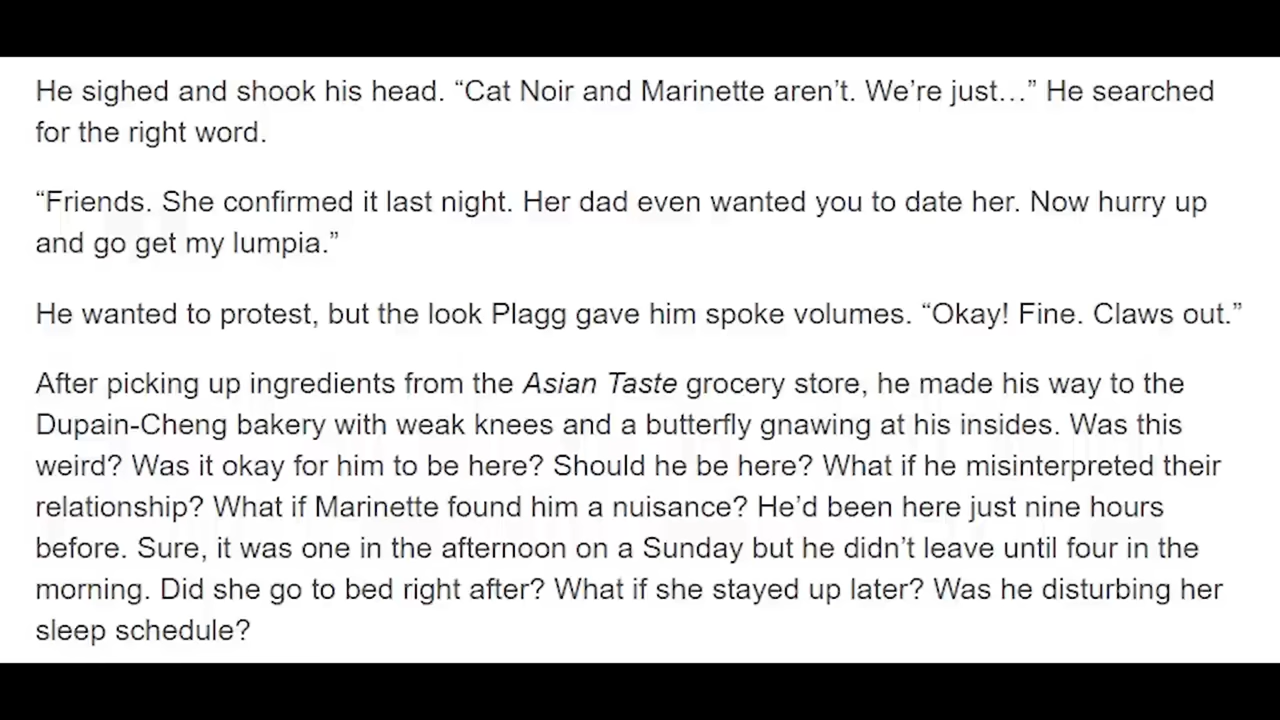 He sighed and shook his head. “Cat Noir and Marinette aren’t. We’re just…” He searched
for the right word.
“Friends. She confirmed it last night. Her dad even wanted you to date her. Now hurry up
and go get my lumpia.”
He wanted to protest, but the look Plagg gave him spoke volumes. “Okay! Fine. Claws out.”
After picking up ingredients from the Asian Taste grocery store, he made his way to the
Dupain-Cheng bakery with weak knees and a butterfly gnawing at his insides. Was this
weird? Was it okay for him to be here? Should he be here? What if he misinterpreted their
relationship? What if Marinette found him a nuisance? He’d been here just nine hours
before. Sure, it was one in the afternoon on a Sunday but he didn’t leave until four in the
morning. Did she go to bed right after? What if she stayed up later? Was he disturbing her
sleep schedule?